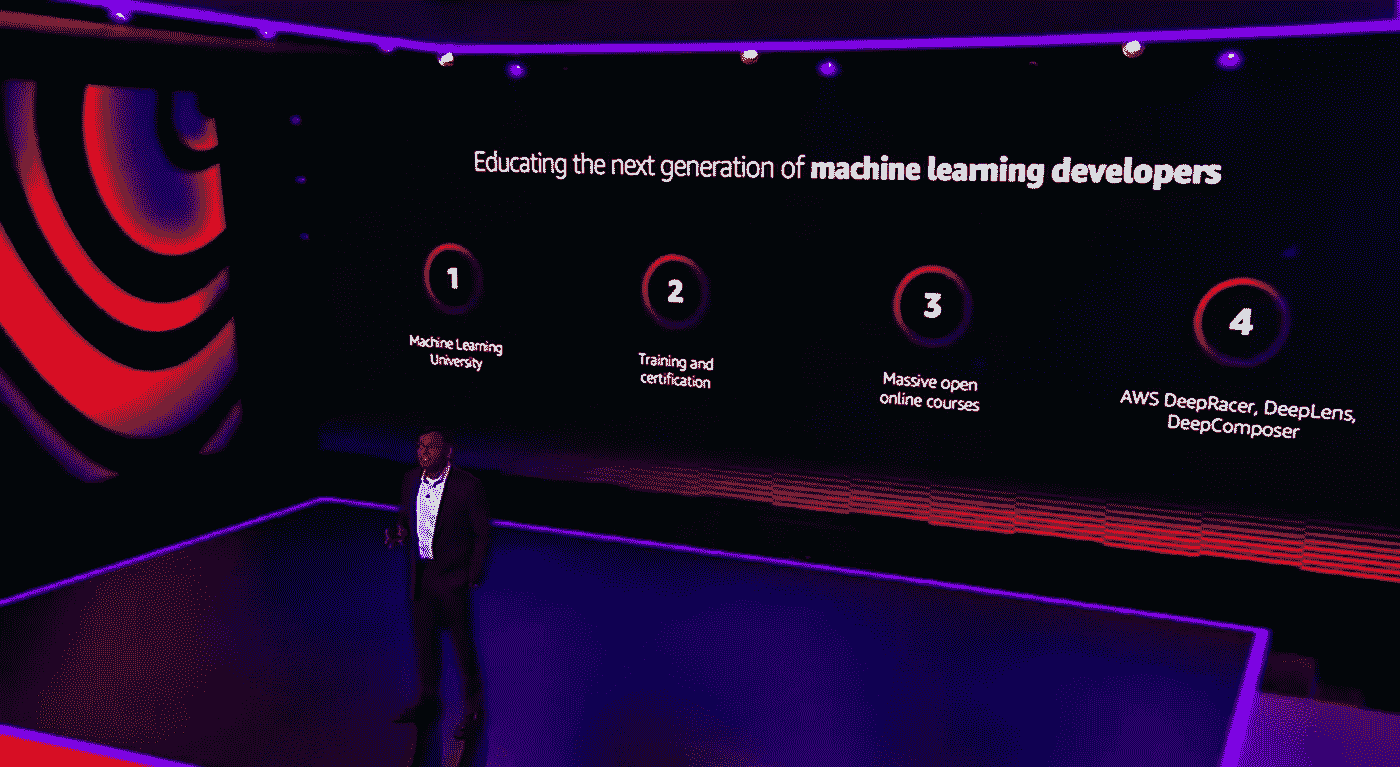 Educating the next generation of machine learning developers
1
Machine Learning
University
2
Training and
certification
3
Massive open
online courses
4
AWS DeepRacer, DeepLens,
DeepComposer